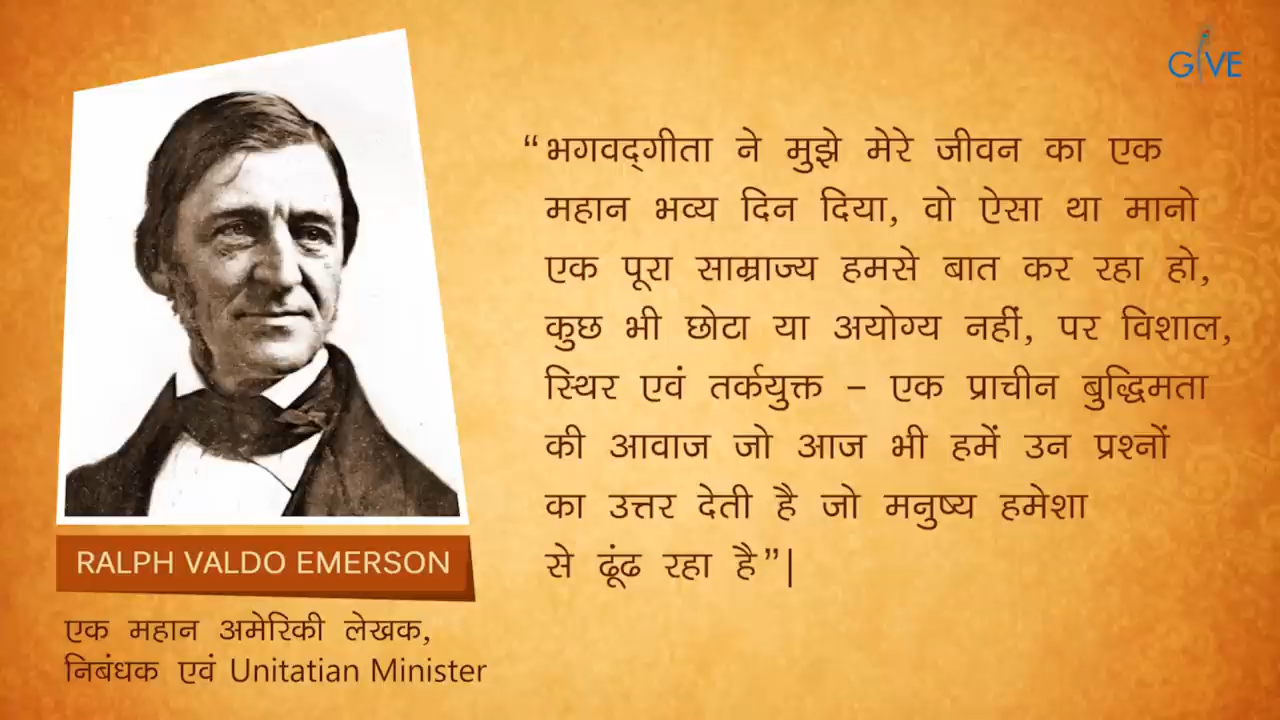 GIVE
“भगवद्‌गीता ने मुझे मेरे जीवन का एक
महान भव्य दिन दिया, वो ऐसा था मानो
एक पूरा साम्राज्य हमसे बात कर रहा हो,
कुछ भी छोटा या अयोग्य नहीं, पर विशाल,
स्थिर एवं तर्कयुक्त – एक प्राचीन बुद्धिमता
की आवाज जो आज भी हमें उन प्रश्नों
का उत्तर देती है जो मनुष्य हमेशा
से ढूंढ रहा है”|
RALPH VALDO EMERSON
एक महान अमेरिकी लेखक,
निबंधक एवं Unitatian Minister